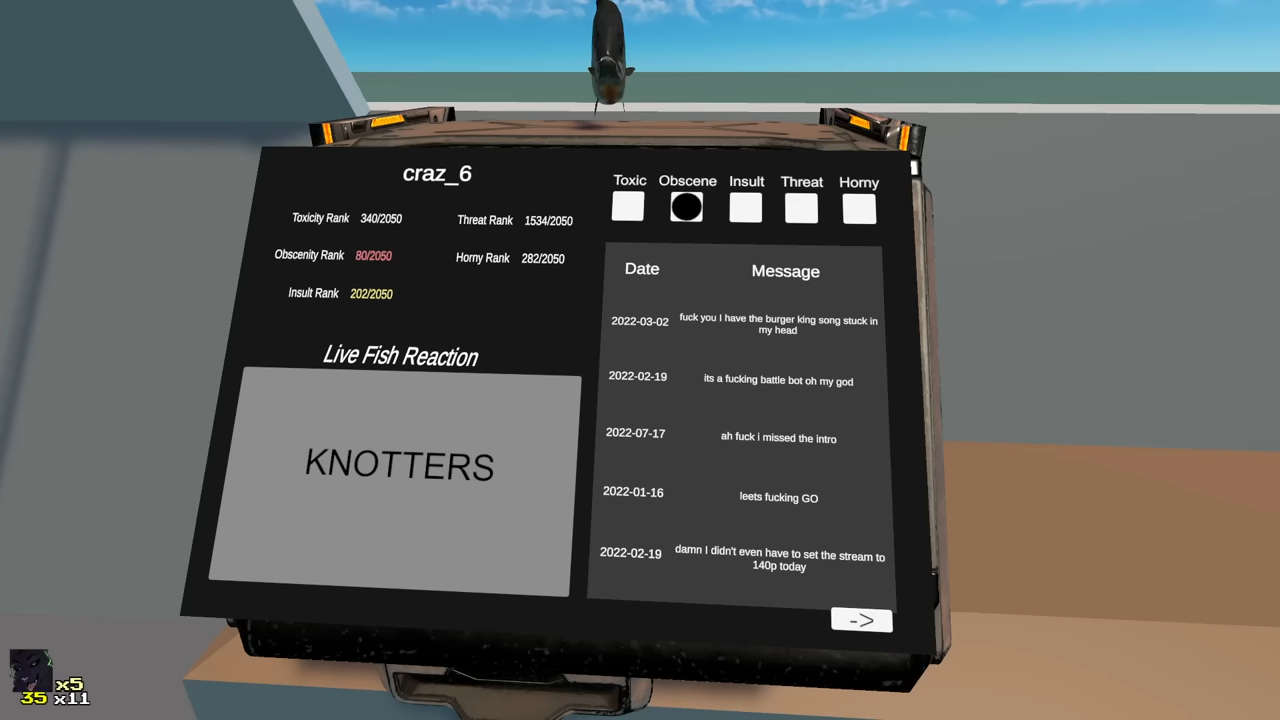 craz_6
Toxicity Rank 340/2050
Threat Rank 1534/2050
Obscenity Rank 80/2050
Horny Rank 282/2050
Insult Rank 202/2050
Live Fish Reaction
KNOTTERS
Toxic Obscene Insult Threat Horny
Date Message
2022-03-02 fuck you I have the burger king song stuck in
my head
2022-02-19 its a fucking battle bot oh my god
2022-07-17 ah fuck i missed the intro
2022-01-16 leets fucking GO
2022-02-19 damn I didn't even have to set the stream to
140p today
->
x5
35 x11